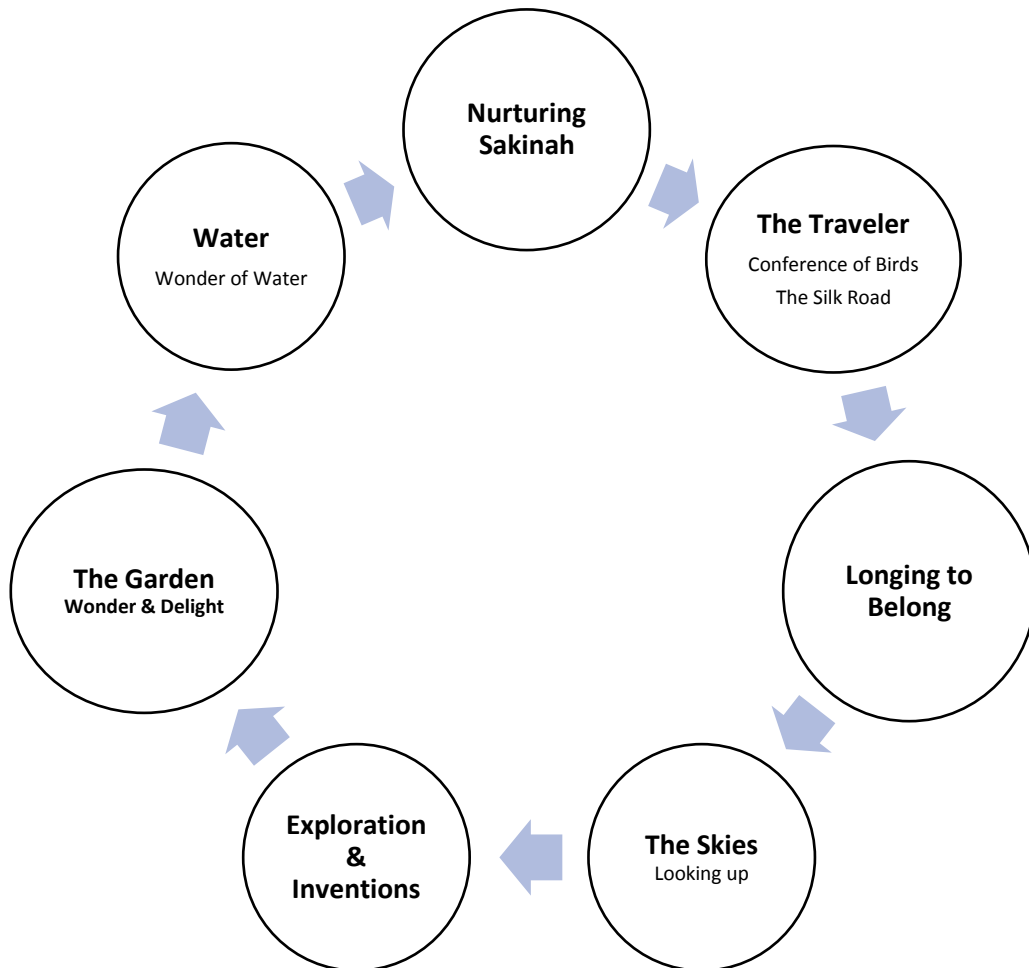 Nurturing
Sakinah
The Traveler
Conference of Birds
The Silk Road
Longing to
Belong
The Skies
Looking up
Exploration
&
Inventions
The Garden
Wonder & Delight
Water
Wonder of Water